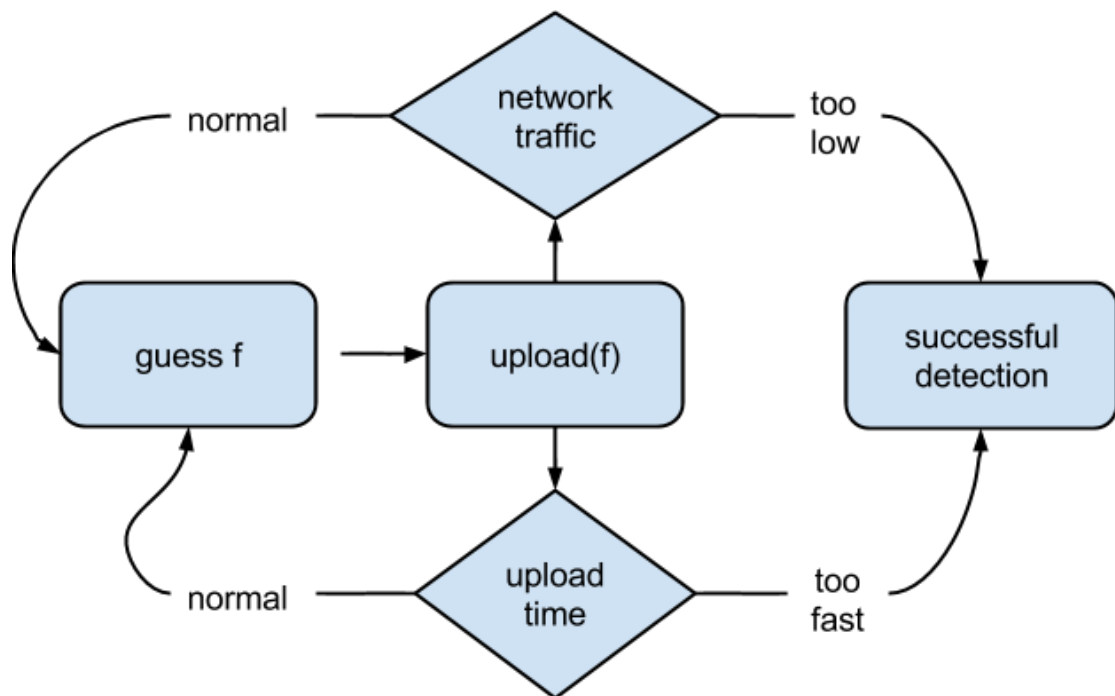 network
traffic
normal
too
low
guess f
upload(f)
successful
detection
upload
time
normal
too
fast